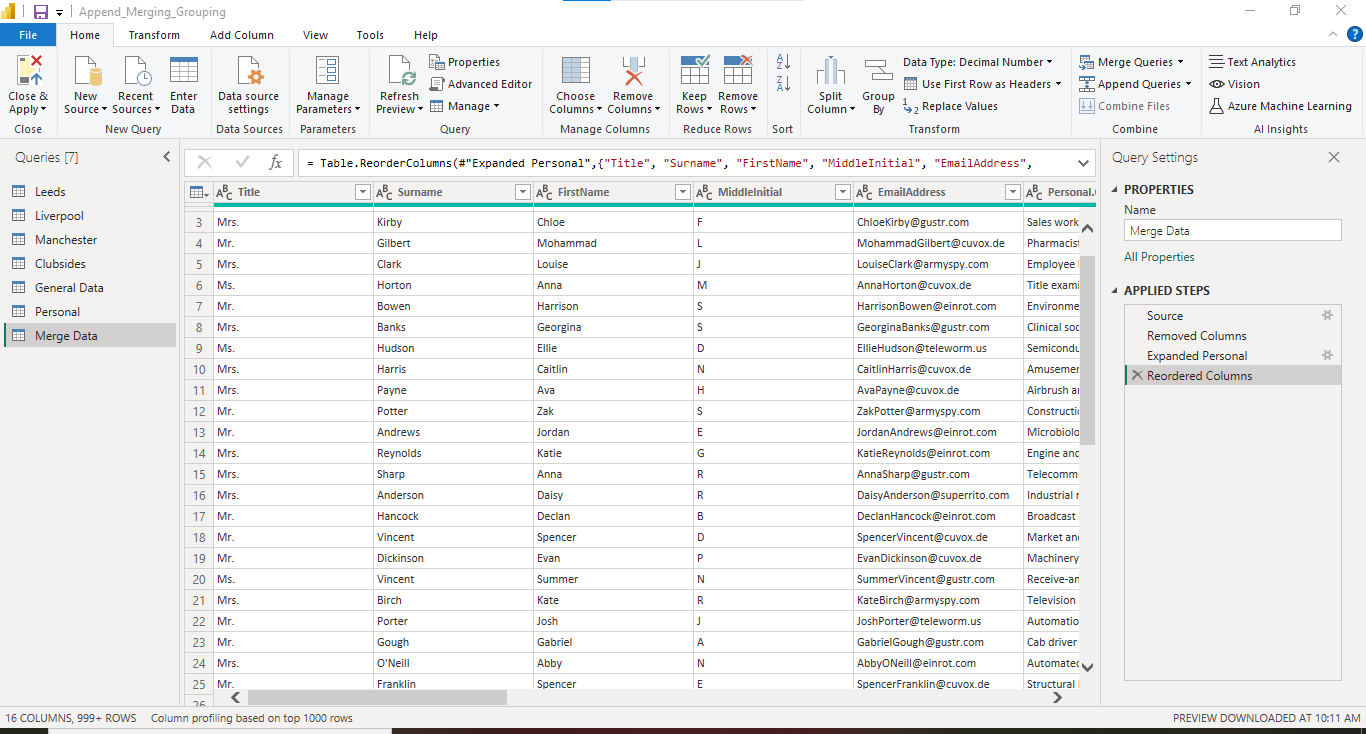 Append_Merging_Grouping
File Home Transform Add Column View Tools Help
Close & Apply
New Source
Recent Sources
Enter Data
Data source settings
Manage Parameters
Refresh Preview
Properties
Advanced Editor
Manage
Choose Columns
Remove Columns
Keep Rows
Remove Rows
Split Column
Group By
Data Type: Decimal Number
Use First Row as Headers
Replace Values
Merge Queries
Append Queries
Combine Files
Text Analytics
Vision
Azure Machine Learning
Close New Query Data Sources Parameters Query Manage Columns Reduce Rows Sort Transform Combine AI Insights
Queries [7]
Leeds
Liverpool
Manchester
Clubsides
General Data
Personal
Merge Data
= Table.ReorderColumns(#"Expanded Personal",{"Title", "Surname", "FirstName", "MiddleInitial", "EmailAddress",
Title Surname FirstName MiddleInitial EmailAddress
3 Mrs. Kirby Chloe F ChloeKirby@gustr.com Sales work
4 Mr. Gilbert Mohammad L MohammadGilbert@cuvox.de Pharmacist
5 Mrs. Clark Louise J LouiseClark@armyspy.com Employee
6 Ms. Horton Anna M AnnaHorton@cuvox.de Title exami
7 Mr. Bowen Harrison S HarrisonBowen@einrot.com Environme
8 Mrs. Banks Georgina S GeorginaBanks@gustr.com Clinical soc
9 Ms. Hudson Ellie D EllieHudson@teleworm.us Semicondu
10 Mrs. Harris Caitlin N CaitlinHarris@cuvox.de Amusemen
11 Mrs. Payne Ava H AvaPayne@cuvox.de Airbrush a
12 Mr. Potter Zak S ZakPotter@armyspy.com Constructi
13 Mr. Andrews Jordan E JordanAndrews@einrot.com Microbiolo
14 Mrs. Reynolds Katie G KatieReynolds@einrot.com Engine and
15 Mrs. Sharp Anna R AnnaSharp@gustr.com Telecomm
16 Mrs. Anderson Daisy R DaisyAnderson@superrito.com Industrial
17 Mr. Hancock Declan B DeclanHancock@einrot.com Broadcast
18 Mr. Vincent Spencer D SpencerVincent@cuvox.de Market and
19 Mr. Dickinson Evan P EvanDickinson@cuvox.de Machinery
20 Ms. Vincent Summer N SummerVincent@gustr.com Receive-an
21 Mrs. Birch Kate R KateBirch@armyspy.com Television
22 Mr. Porter Josh J JoshPorter@teleworm.us Automatio
23 Mr. Gough Gabriel A GabrielGough@gustr.com Cab driver
24 Mrs. O'Neill Abby N AbbyONeill@einrot.com Automated
25 Mr. Franklin Spencer E SpencerFranklin@cuvox.de Structural
Query Settings
PROPERTIES
Name
Merge Data
All Properties
APPLIED STEPS
Source
Removed Columns
Expanded Personal
Reordered Columns
16 COLUMNS, 999+ ROWS Column profiling based on top 1000 rows PREVIEW DOWNLOADED AT 10:11 AM